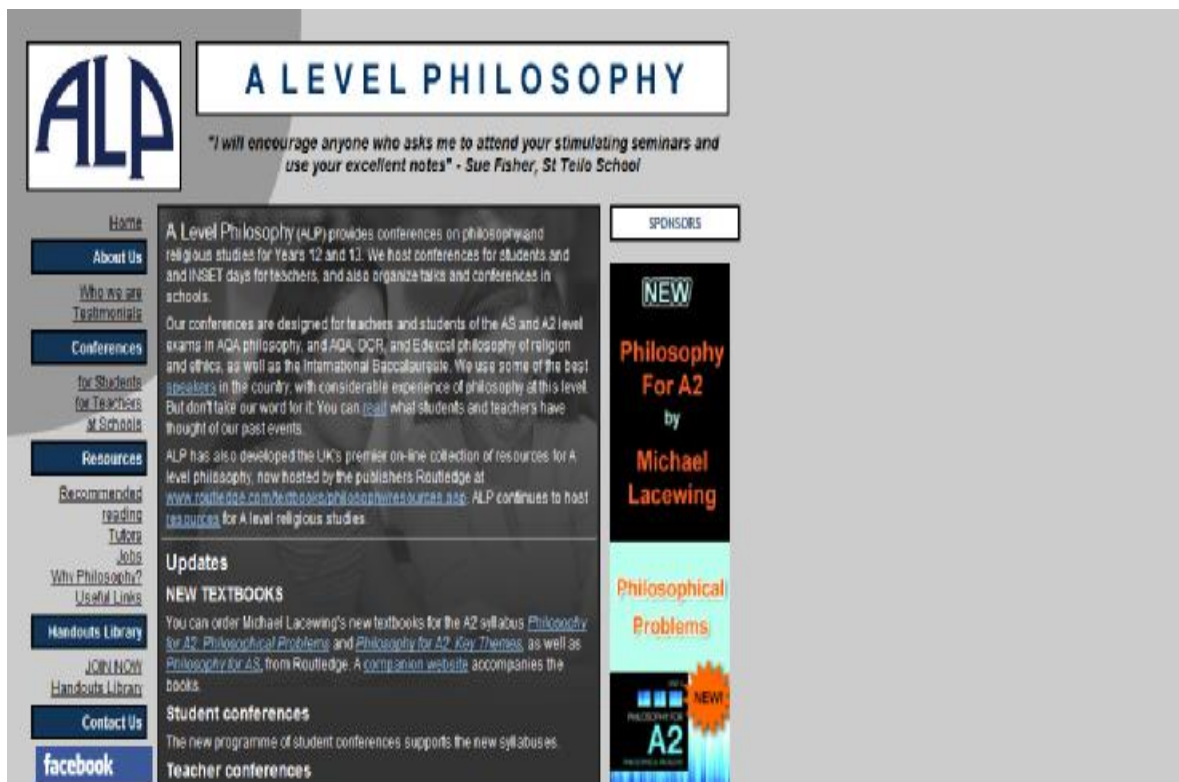 ALP
A LEVEL PHILOSOPHY
"I will encourage anyone who asks me to attend your stimulating seminars and
use your excellent notes" - Sue Fisher, St Teilo School
Home
About Us
Who we are
Testimonials
Conferences
for Students
for Teachers
at Schools
Resources
Recommended
reading
Tutors
Jobs
Why Philosophy?
Useful Links
Handouts Library
JOIN NOW
Handouts Library
Contact Us
facebook
A Level Philosophy (ALP) provides conferences on philosophy and
religious studies for Years 12 and 13. We host conferences for students and
and INSET days for teachers, and also organize talks and conferences in
schools.
Our conferences are designed for teachers and students of the AS and A2 level
exams in AQA philosophy, and AQA, OCR, and Edexcel philosophy of religion
and ethics, as well as the International Baccalaureate. We use some of the best
speakers in the country, with considerable experience of philosophy at this level.
But don't take our word for it: You can read what students and teachers have
thought of our past events.
ALP has also developed the UK's premier on-line collection of resources for A
level philosophy, now hosted by the publishers Routledge at
www.routledge.com/textbooks/philosophy/resources.asp. ALP continues to host
resources for A level religious studies.
Updates
NEW TEXTBOOKS
You can order Michael Lacewing's new textbooks for the A2 syllabus Philosophy
for A2: Philosophical Problems and Philosophy for A2: Key Themes, as well as
Philosophy for AS, from Routledge. A companion website accompanies the
books.
Student conferences
The new programme of student conferences supports the new syllabuses.
Teacher conferences
SPONSORS
NEW
Philosophy
For A2
by
Michael
Lacewing
Philosophical
Problems
NEW!
PHILOSOPHY FOR
A2